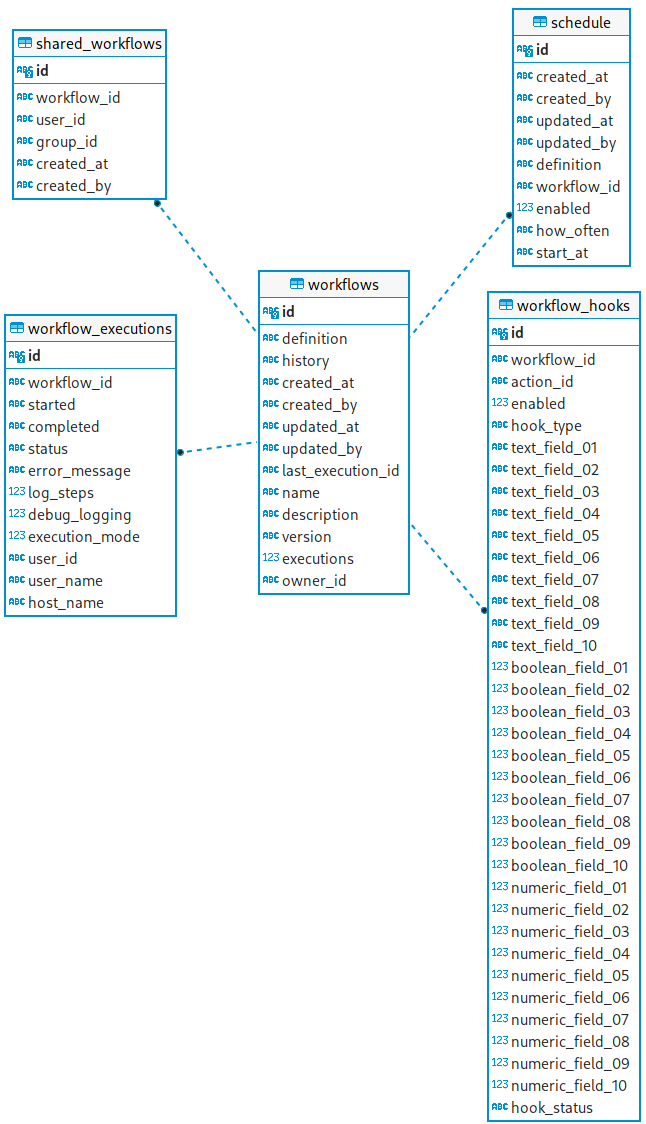 shared_workflows
ABC id
ABC workflow_id
ABC user_id
ABC group_id
ABC created_at
ABC created_by
schedule
ABC id
ABC created_at
ABC created_by
ABC updated_at
ABC updated_by
ABC definition
ABC workflow_id
123 enabled
ABC how_often
ABC start_at
workflows
ABC id
ABC definition
ABC history
ABC created_at
ABC created_by
ABC updated_at
ABC updated_by
ABC last_execution_id
ABC name
ABC description
ABC version
123 executions
ABC owner_id
workflow_executions
ABC id
ABC workflow_id
ABC started
ABC completed
ABC status
ABC error_message
123 log_steps
123 debug_logging
123 execution_mode
ABC user_id
ABC user_name
ABC host_name
workflow_hooks
ABC id
ABC workflow_id
ABC action_id
123 enabled
ABC hook_type
ABC text_field_01
ABC text_field_02
ABC text_field_03
ABC text_field_04
ABC text_field_05
ABC text_field_06
ABC text_field_07
ABC text_field_08
ABC text_field_09
ABC text_field_10
123 boolean_field_01
123 boolean_field_02
123 boolean_field_03
123 boolean_field_04
123 boolean_field_05
123 boolean_field_06
123 boolean_field_07
123 boolean_field_08
123 boolean_field_09
123 boolean_field_10
123 numeric_field_01
123 numeric_field_02
123 numeric_field_03
123 numeric_field_04
123 numeric_field_05
123 numeric_field_06
123 numeric_field_07
123 numeric_field_08
123 numeric_field_09
123 numeric_field_10
ABC hook_status